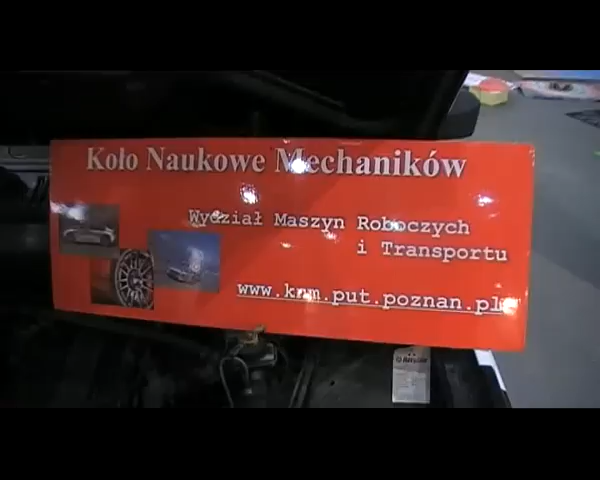 Koło Naukowe Mechaników
Wydział Maszyn Roboczych
i Transportu
www.knm.put.poznan.pl